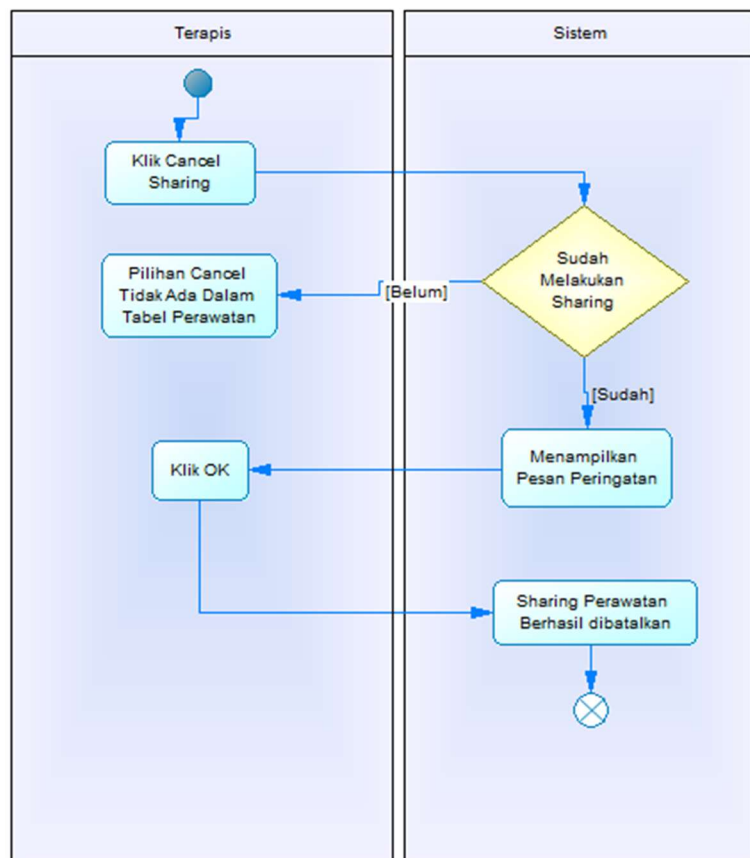 Terapis
Sistem
Klik Cancel
Sharing
Sudah
Melakukan
Sharing
Pilihan Cancel
Tidak Ada Dalam
Tabel Perawatan
[Belum]
[Sudah]
Menampilkan
Pesan Peringatan
Klik OK
Sharing Perawatan
Berhasil dibatalkan